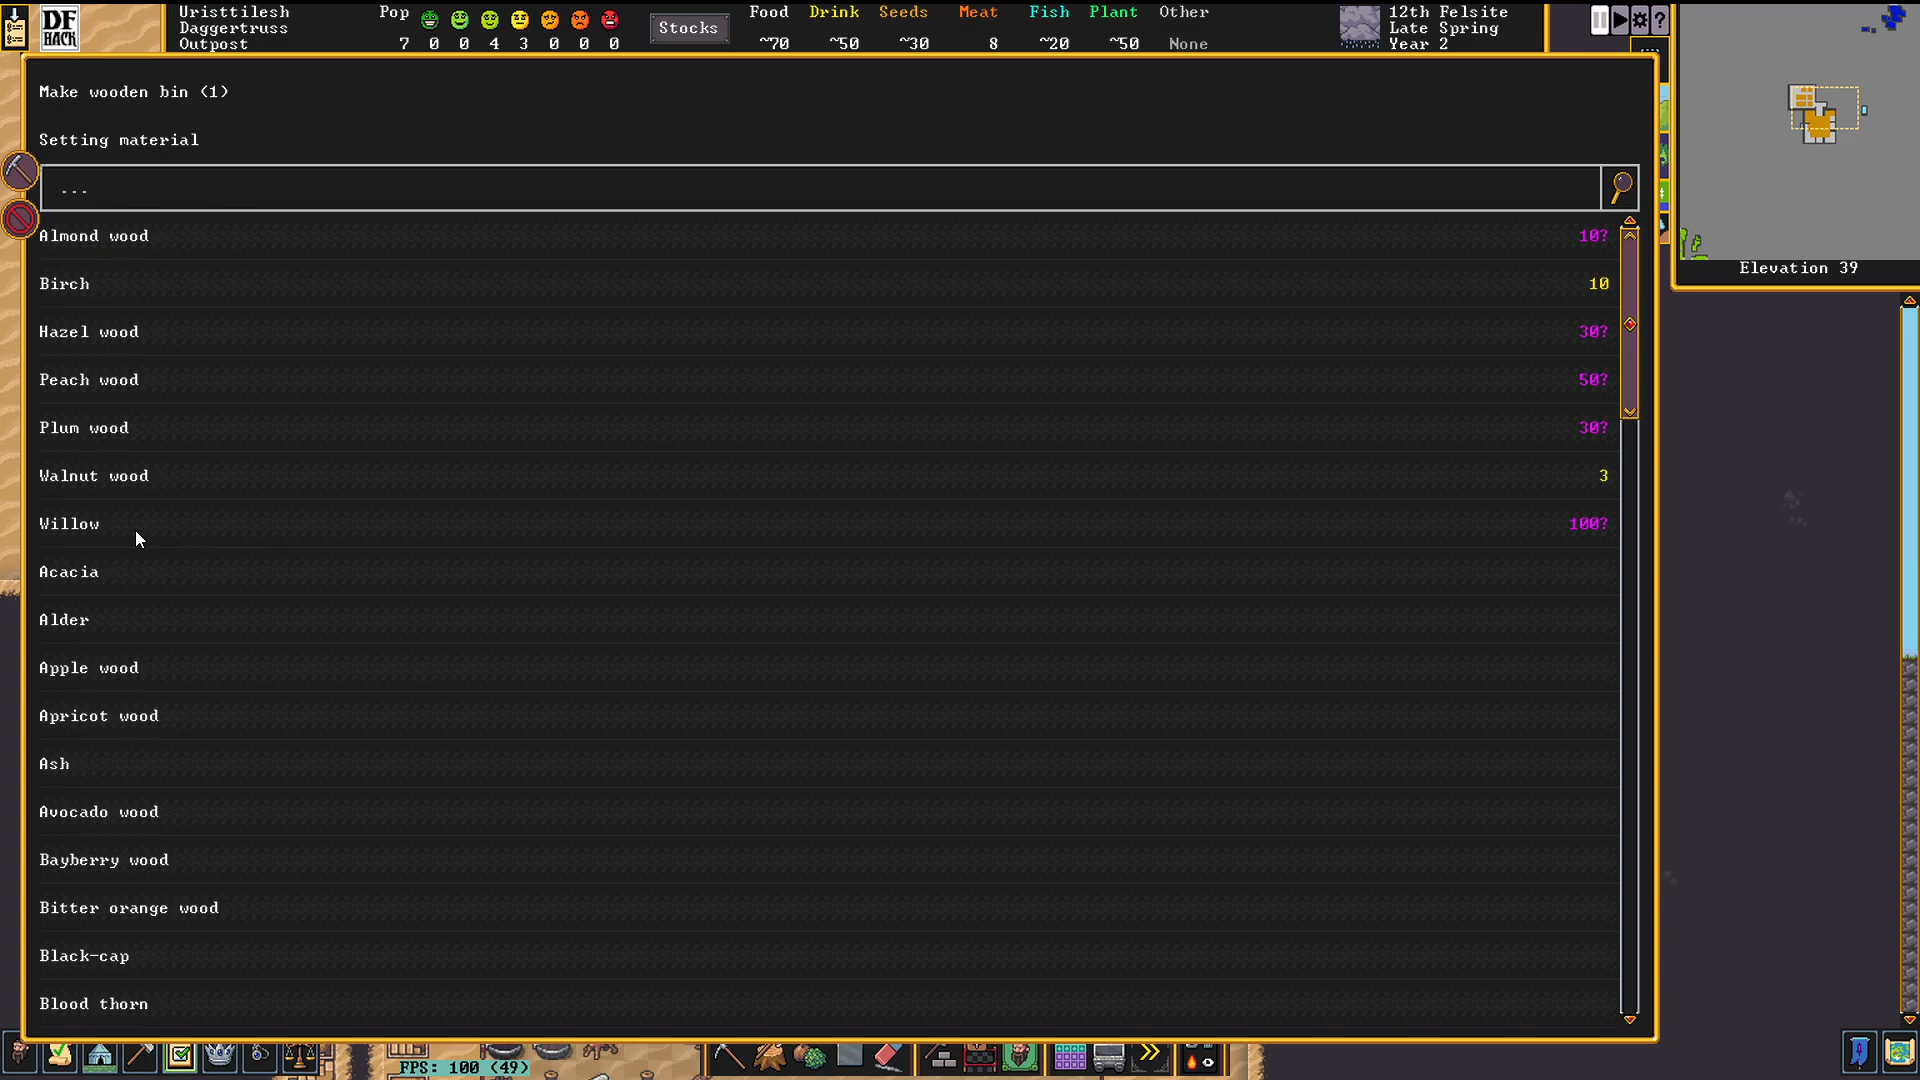 DF HACK
Uristtilesh
Daggertruss
Outpost
Pop
7 0 0 4 3 0 0 0
Stocks
Food Drink Seeds Meat Fish Plant Other
~70 ~50 ~30 8 ~20 ~50 None
12th Felsite
Late Spring
Year 2
?
Elevation 39
Make wooden bin (1)
Setting material
...
Almond wood 10?
Birch 10
Hazel wood 30?
Peach wood 50?
Plum wood 30?
Walnut wood 3
Willow 100?
Acacia
Alder
Apple wood
Apricot wood
Ash
Avocado wood
Bayberry wood
Bitter orange wood
Black-cap
Blood thorn
FPS: 100 (49)